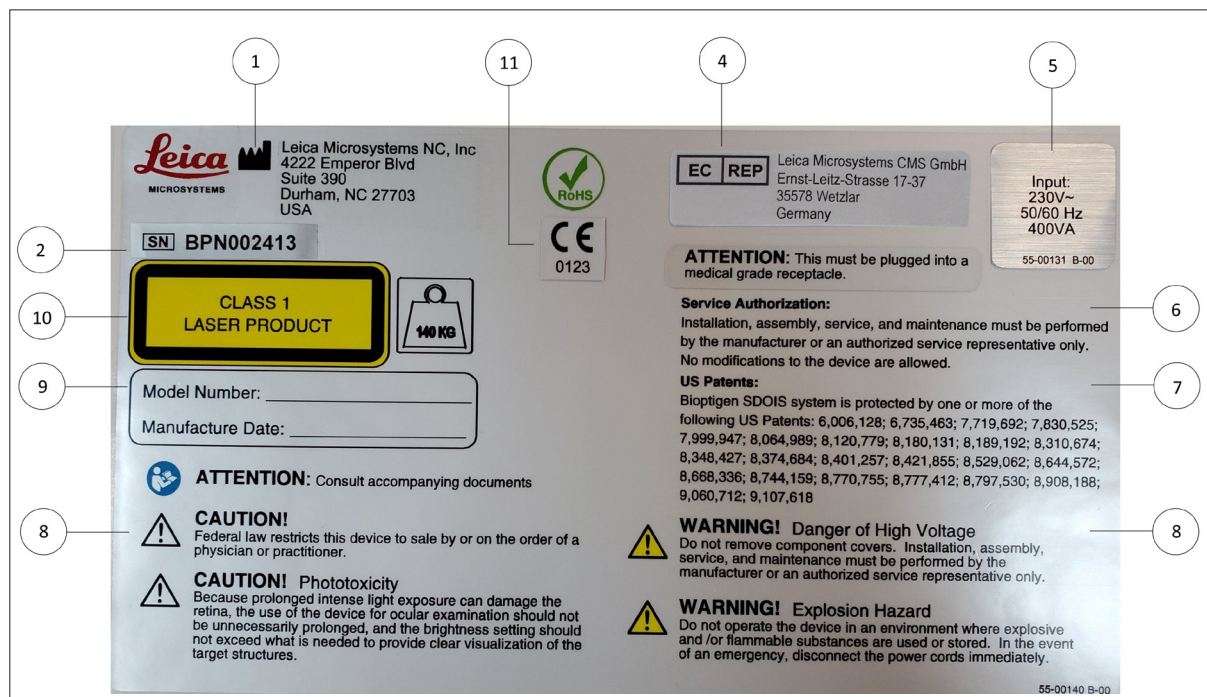 1
11
4
5
Leica
MICROSYSTEMS
Leica Microsystems NC, Inc
4222 Emperor Blvd
Suite 390
Durham, NC 27703
USA
RoHS
CE
0123
EC REP
Leica Microsystems CMS GmbH
Ernst-Leitz-Strasse 17-37
35578 Wetzlar
Germany
Input:
230V~
50/60 Hz
400VA
55-00131 B-00
2
SN BPN002413
10
CLASS 1
LASER PRODUCT
140 KG
9
Model Number:
Manufacture Date:
ATTENTION: Consult accompanying documents
8
CAUTION!
Federal law restricts this device to sale by or on the order of a
physician or practitioner.
CAUTION! Phototoxicity
Because prolonged intense light exposure can damage the
retina, the use of the device for ocular examination should not
be unnecessarily prolonged, and the brightness setting should
not exceed what is needed to provide clear visualization of the
target structures.
ATTENTION: This must be plugged into a
medical grade receptacle.
6
Service Authorization:
Installation, assembly, service, and maintenance must be performed
by the manufacturer or an authorized service representative only.
No modifications to the device are allowed.
7
US Patents:
Bioptigen SDOIS system is protected by one or more of the
following US Patents: 6,006,128; 6,735,463; 7,719,692; 7,830,525;
7,999,947; 8,064,989; 8,120,779; 8,180,131; 8,189,192; 8,310,674;
8,348,427; 8,374,684; 8,401,257; 8,421,855; 8,529,062; 8,644,572;
8,668,336; 8,744,159; 8,770,755; 8,777,412; 8,797,530; 8,908,188;
9,060,712; 9,107,618
8
WARNING! Danger of High Voltage
Do not remove component covers. Installation, assembly,
service, and maintenance must be performed by the
manufacturer or an authorized service representative only.
WARNING! Explosion Hazard
Do not operate the device in an environment where explosive
and /or flammable substances are used or stored. In the event
of an emergency, disconnect the power cords immediately.
55-00140 B-00